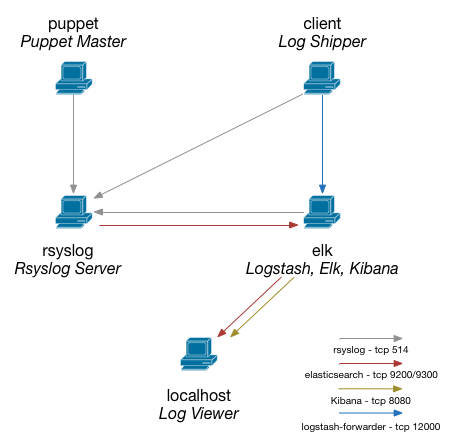 puppet
Puppet Master
client
Log Shipper
rsyslog
Rsyslog Server
elk
Logstash, Elk, Kibana
localhost
Log Viewer
rsyslog - tcp 514
elasticsearch - tcp 9200/9300
Kibana - tcp 8080
logstash-forwarder - tcp 12000